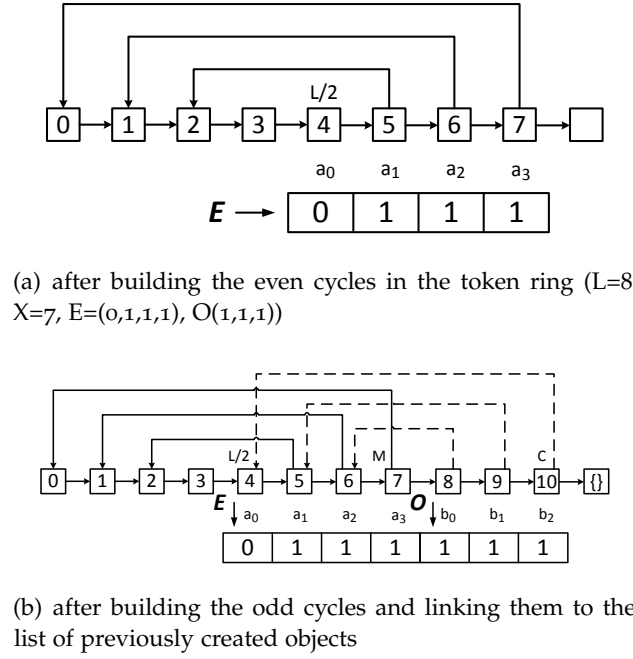 L/2
0 1 2 3 4 5 6 7
a0 a1 a2 a3
E 0 1 1 1
(a) after building the even cycles in the token ring (L=8
X=7, E=(0,1,1,1), O(1,1,1))
L/2 M C
0 1 2 3 4 5 6 7 8 9 10 {}
E a0 a1 a2 a3 O b0 b1 b2
0 1 1 1 1 1 1
(b) after building the odd cycles and linking them to the
list of previously created objects